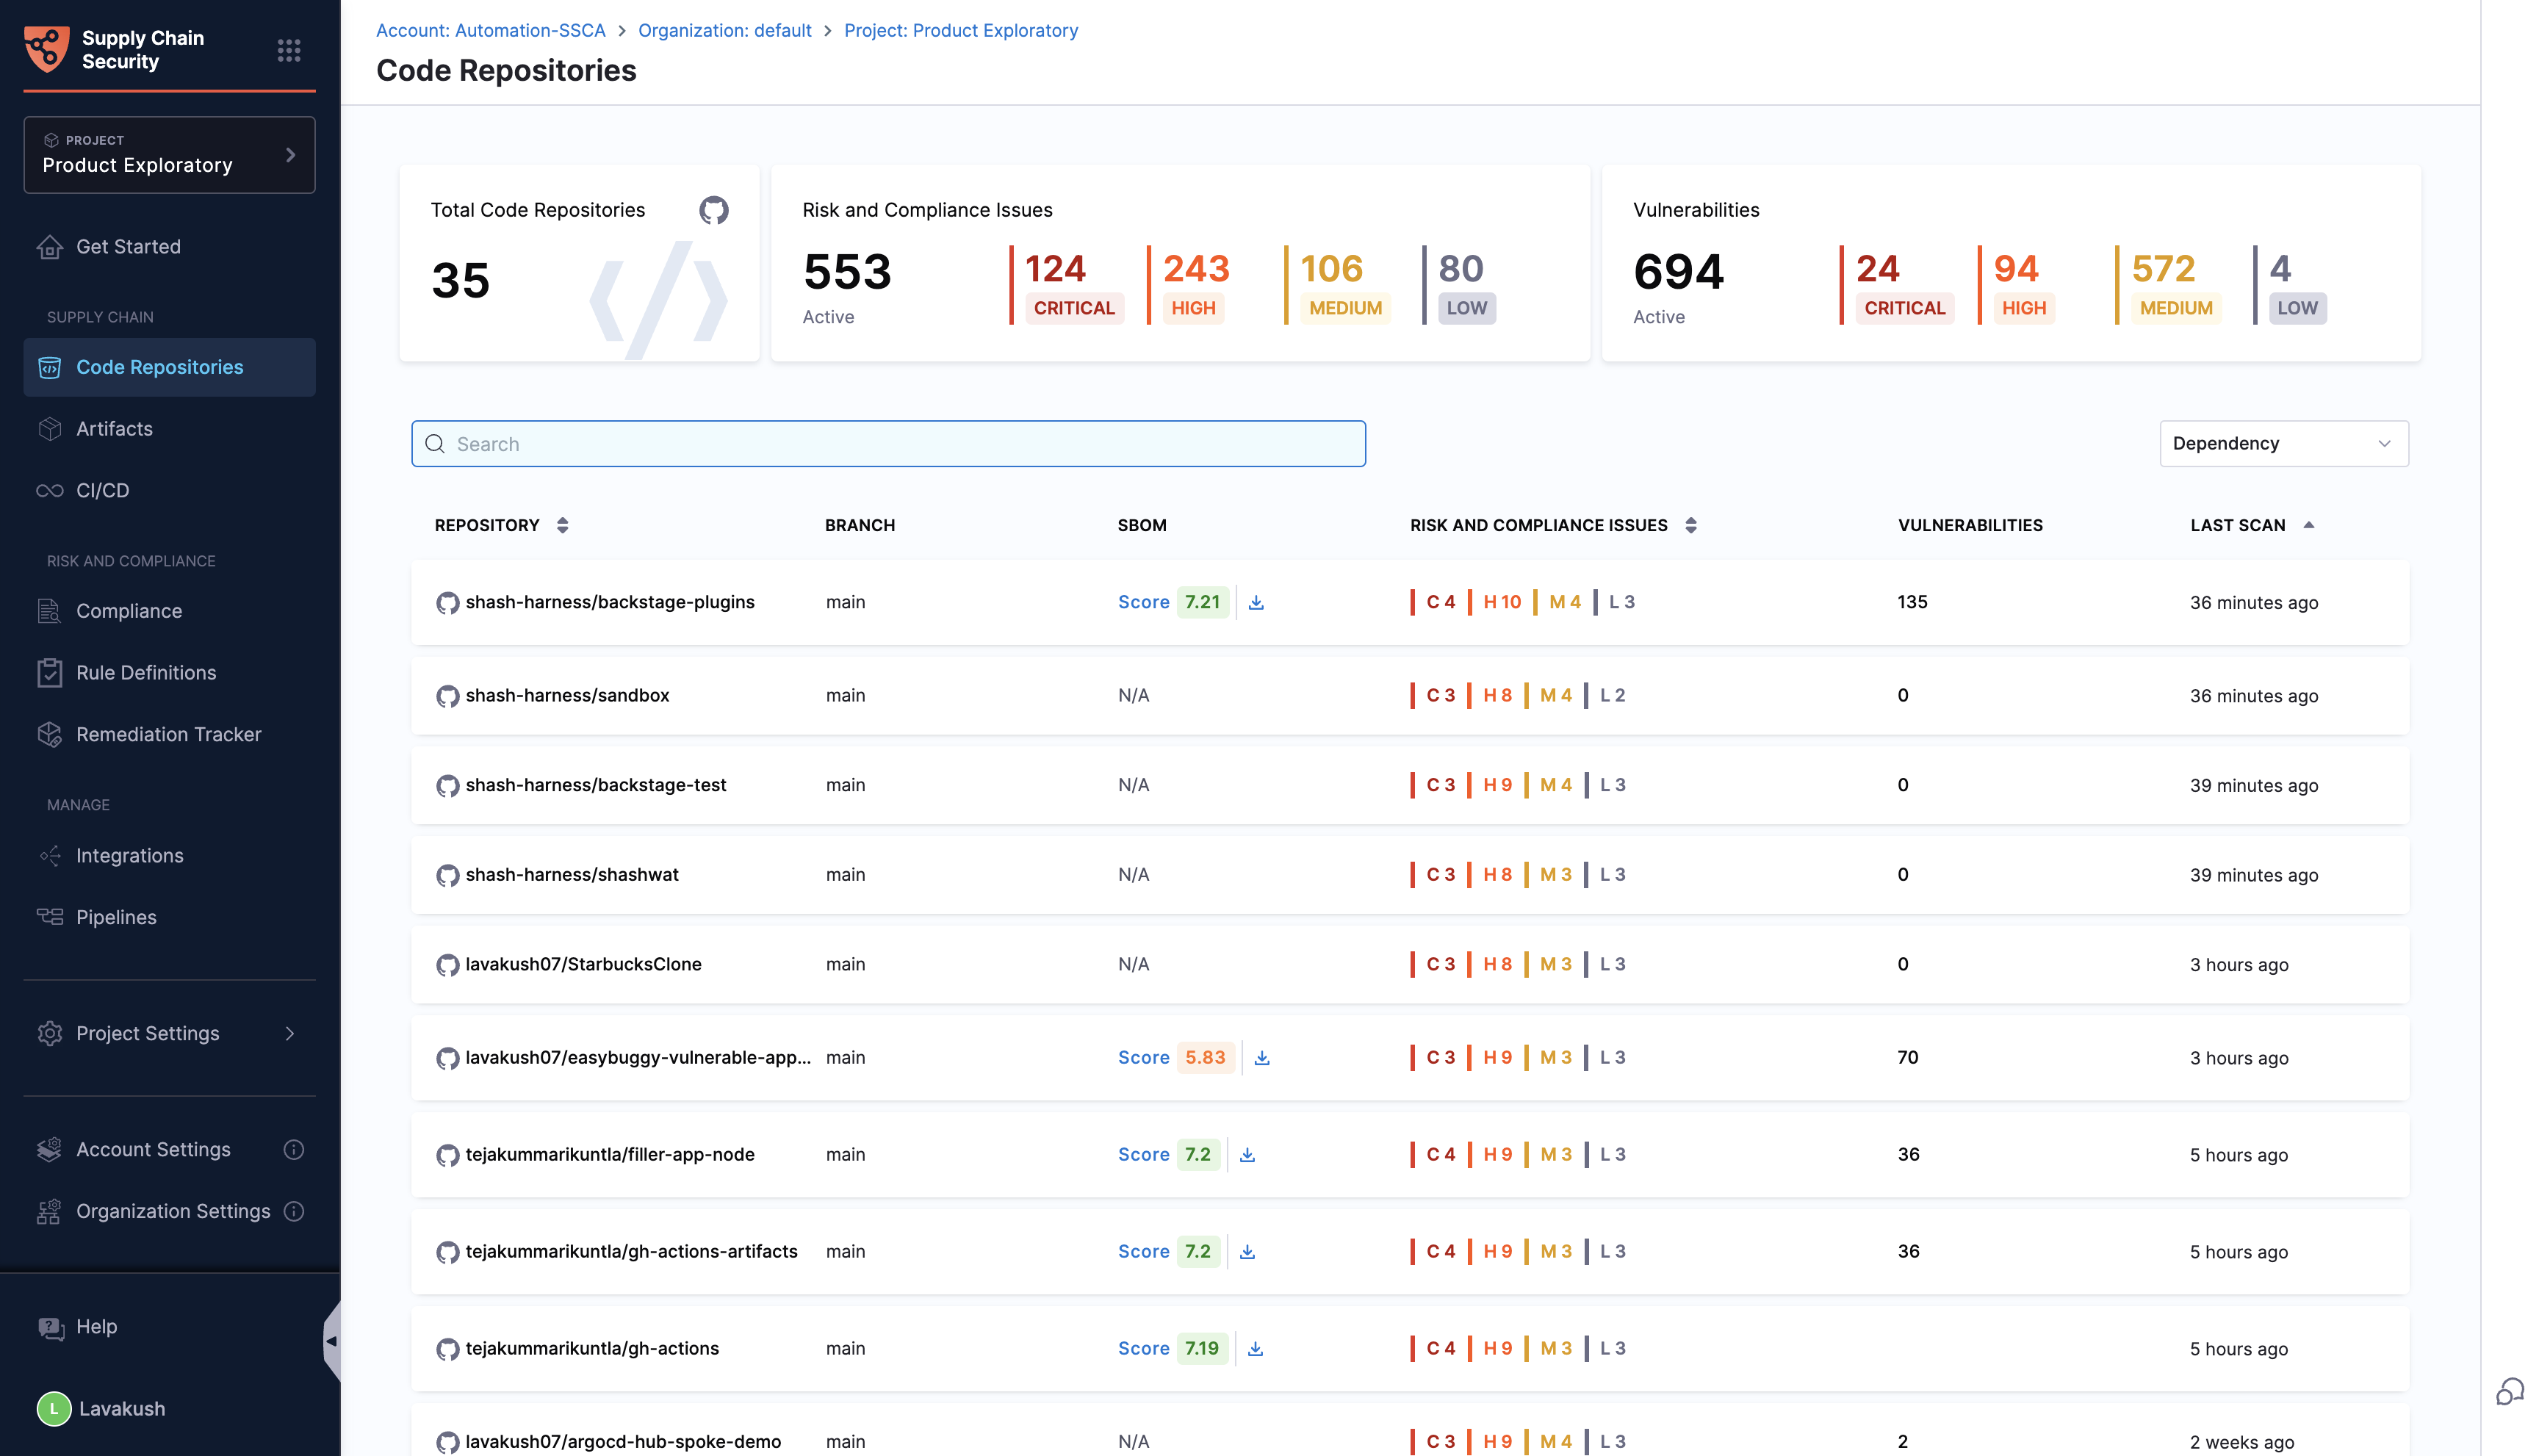 Supply Chain
Security
PROJECT
Product Exploratory
Get Started
SUPPLY CHAIN
Code Repositories
Artifacts
CI/CD
RISK AND COMPLIANCE
Compliance
Rule Definitions
Remediation Tracker
MANAGE
Integrations
Pipelines
Project Settings
Account Settings
Organization Settings
Help
L Lavakush
Account: Automation-SSCA > Organization: default > Project: Product Exploratory
Code Repositories
Total Code Repositories
35
Risk and Compliance Issues
553
Active
124 CRITICAL
243 HIGH
106 MEDIUM
80 LOW
Vulnerabilities
694
Active
24 CRITICAL
94 HIGH
572 MEDIUM
4 LOW
Search
Dependency
REPOSITORY BRANCH SBOM RISK AND COMPLIANCE ISSUES VULNERABILITIES LAST SCAN
shash-harness/backstage-plugins main Score 7.21 C 4 H 10 M 4 L 3 135 36 minutes ago
shash-harness/sandbox main N/A C 3 H 8 M 4 L 2 0 36 minutes ago
shash-harness/backstage-test main N/A C 3 H 9 M 4 L 3 0 39 minutes ago
shash-harness/shashwat main N/A C 3 H 8 M 3 L 3 0 39 minutes ago
lavakush07/StarbucksClone main N/A C 3 H 8 M 3 L 3 0 3 hours ago
lavakush07/easybuggy-vulnerable-app... main Score 5.83 C 3 H 9 M 3 L 3 70 3 hours ago
tejakummarikuntla/filler-app-node main Score 7.2 C 4 H 9 M 3 L 3 36 5 hours ago
tejakummarikuntla/gh-actions-artifacts main Score 7.2 C 4 H 9 M 3 L 3 36 5 hours ago
tejakummarikuntla/gh-actions main Score 7.19 C 4 H 9 M 3 L 3 5 hours ago
lavakush07/argocd-hub-spoke-demo main N/A C 3 H 9 M 4 L 3 2 2 weeks ago